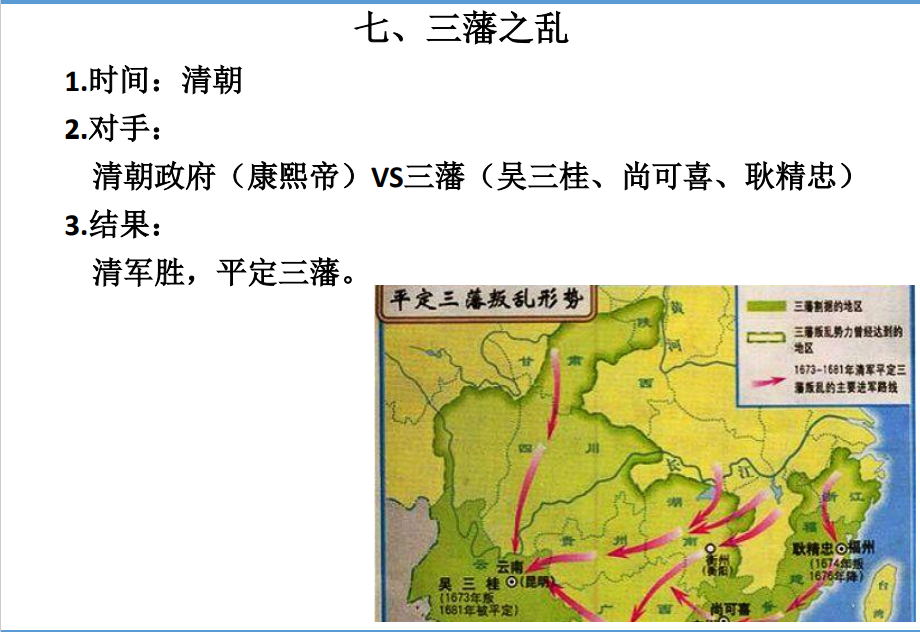 七、三藩之乱
1.时间：清朝
2.对手：
清朝政府（康熙帝）VS三藩（吴三桂、尚可喜、耿精忠）
3.结果：
清军胜，平定三藩。
平定三藩叛乱形势
三藩割据的地区
三藩叛乱势力曾经达到的
地区
1673-1681年清军平定三
藩叛乱的主要进军路线
陕
黄
河
甘 肃
西
四 川
长 江
湖
南
浙 江
贵 州
福
建
衡州
(衡阳)
耿精忠 福州
(1674年叛
1676年降)
云
云南
(昆明)
吴三桂
(1673年叛
1681年被平定)
广 西
尚可喜
台
湾